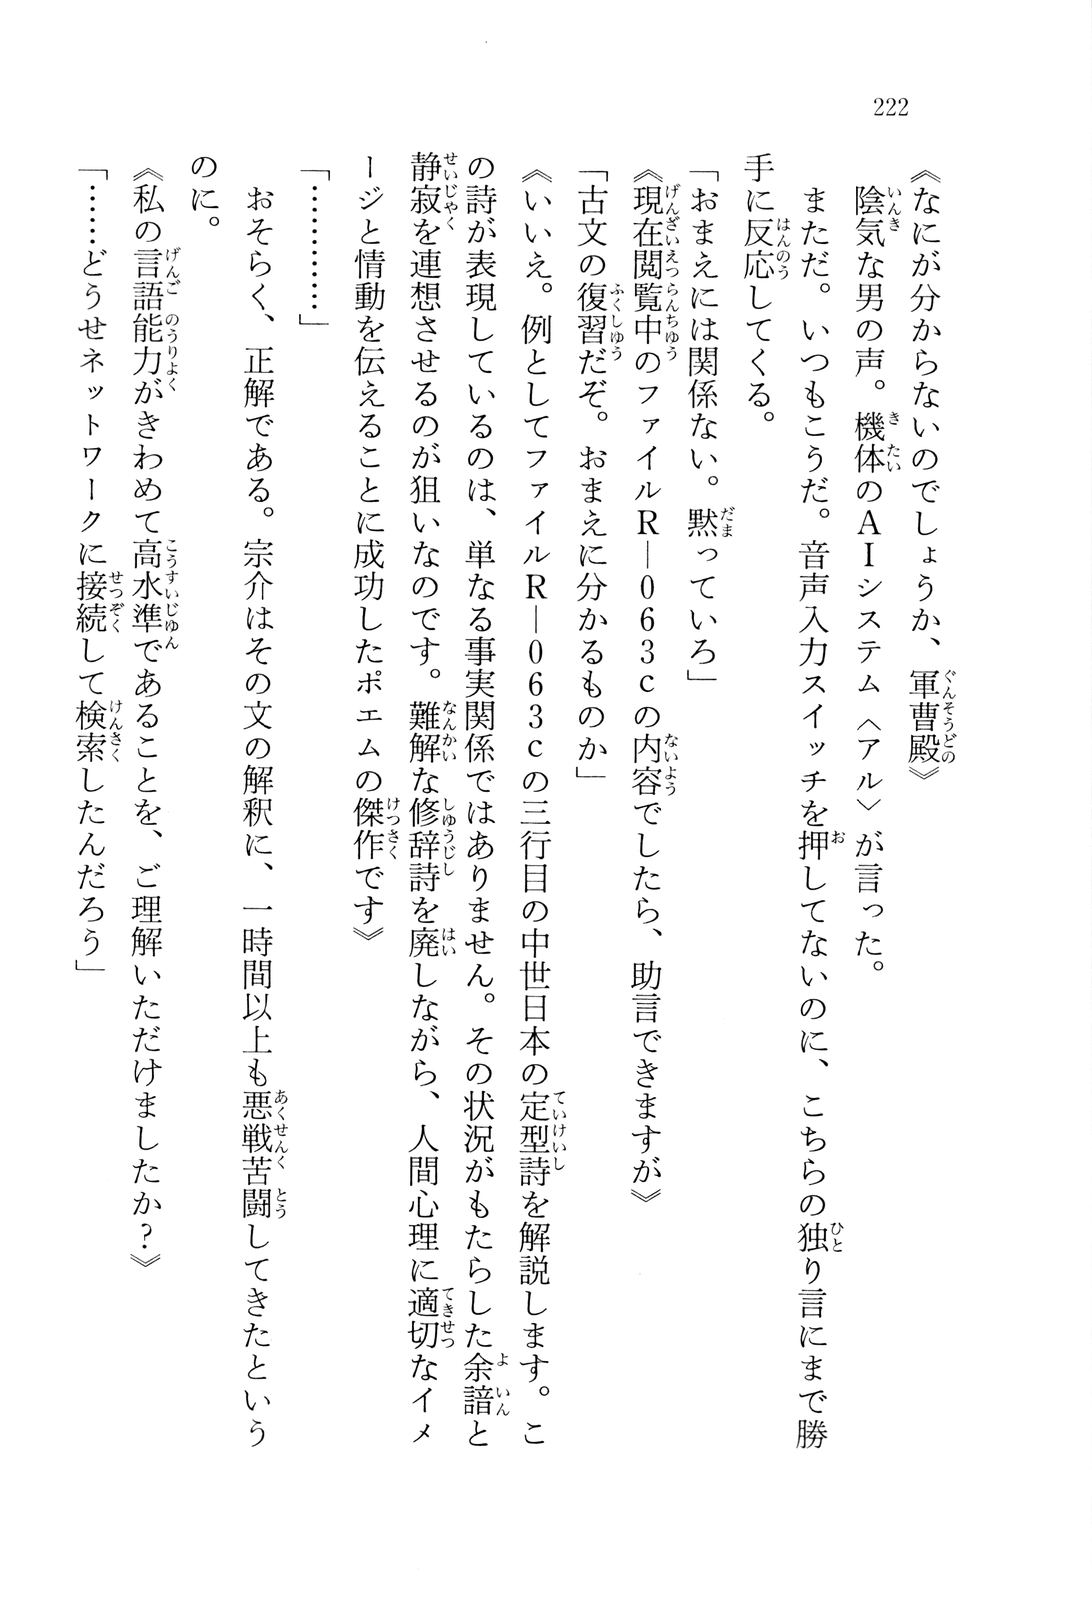 222
《なにが分からないのでしょうか、軍曹殿》
陰気な男の声。機体のAIシステム〈アル〉が言った。
まただ。いつもこうだ。音声入力スイッチを押してないのに、こちらの独り言にまで勝
手に反応してくる。
「おまえには関係ない。黙っていろ」
《現在閲覧中のファイルR―063cの内容でしたら、助言できますが》
「古文の復習だぞ。おまえに分かるものか」
《いいえ。例としてファイルR―063cの三行目の中世日本の定型詩を解説します。こ
の詩が表現しているのは、単なる事実関係ではありません。その状況がもたらした余諳と
静寂を連想させるのが狙いなのです。難解な修辞詩を廃しながら、人間心理に適切なイメ
ージと情動を伝えることに成功したポエムの傑作です》
「…………」
おそらく、正解である。宗介はその文の解釈に、一時間以上も悪戦苦闘してきたという
のに。
《私の言語能力がきわめて高水準であることを、ご理解いただけましたか？》
「……どうせネットワークに接続して検索したんだろう」